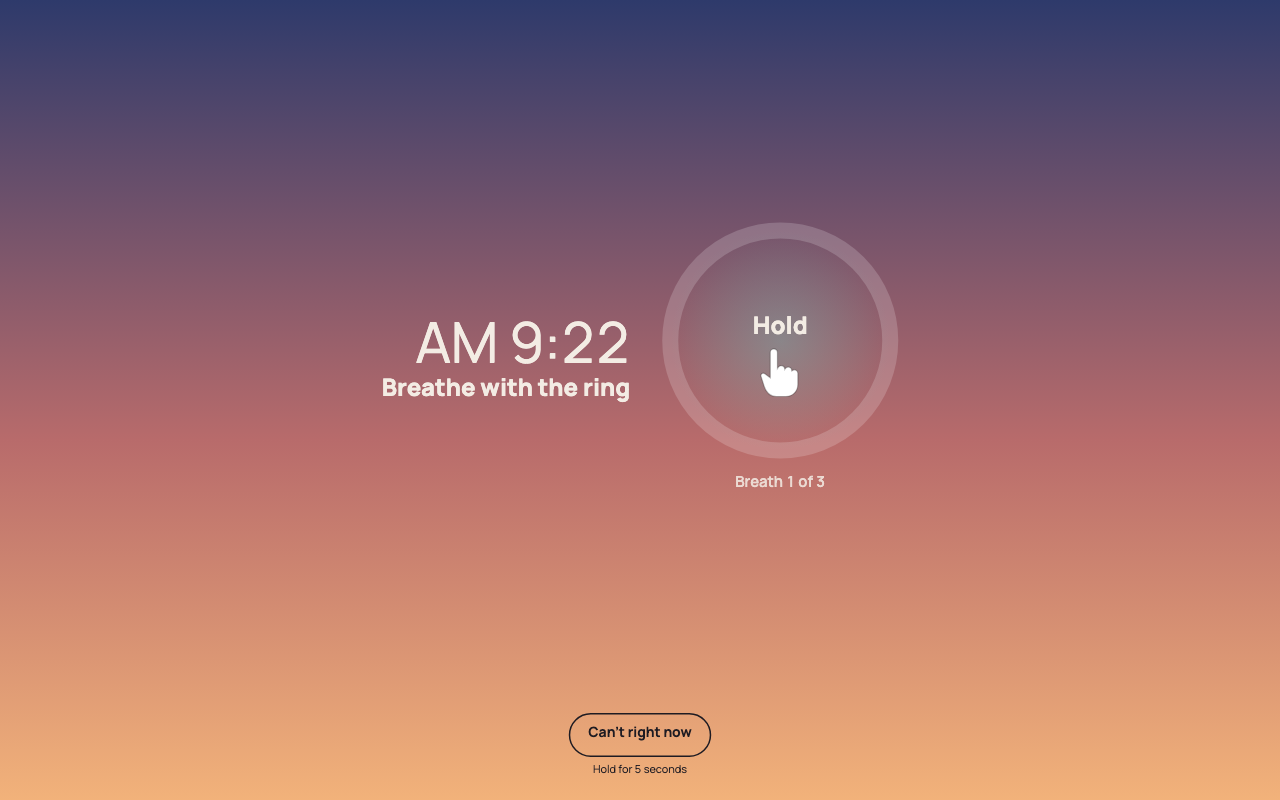 AM 9:22
Breathe with the ring
Hold
Breath 1 of 3
Can't right now
Hold for 5 seconds